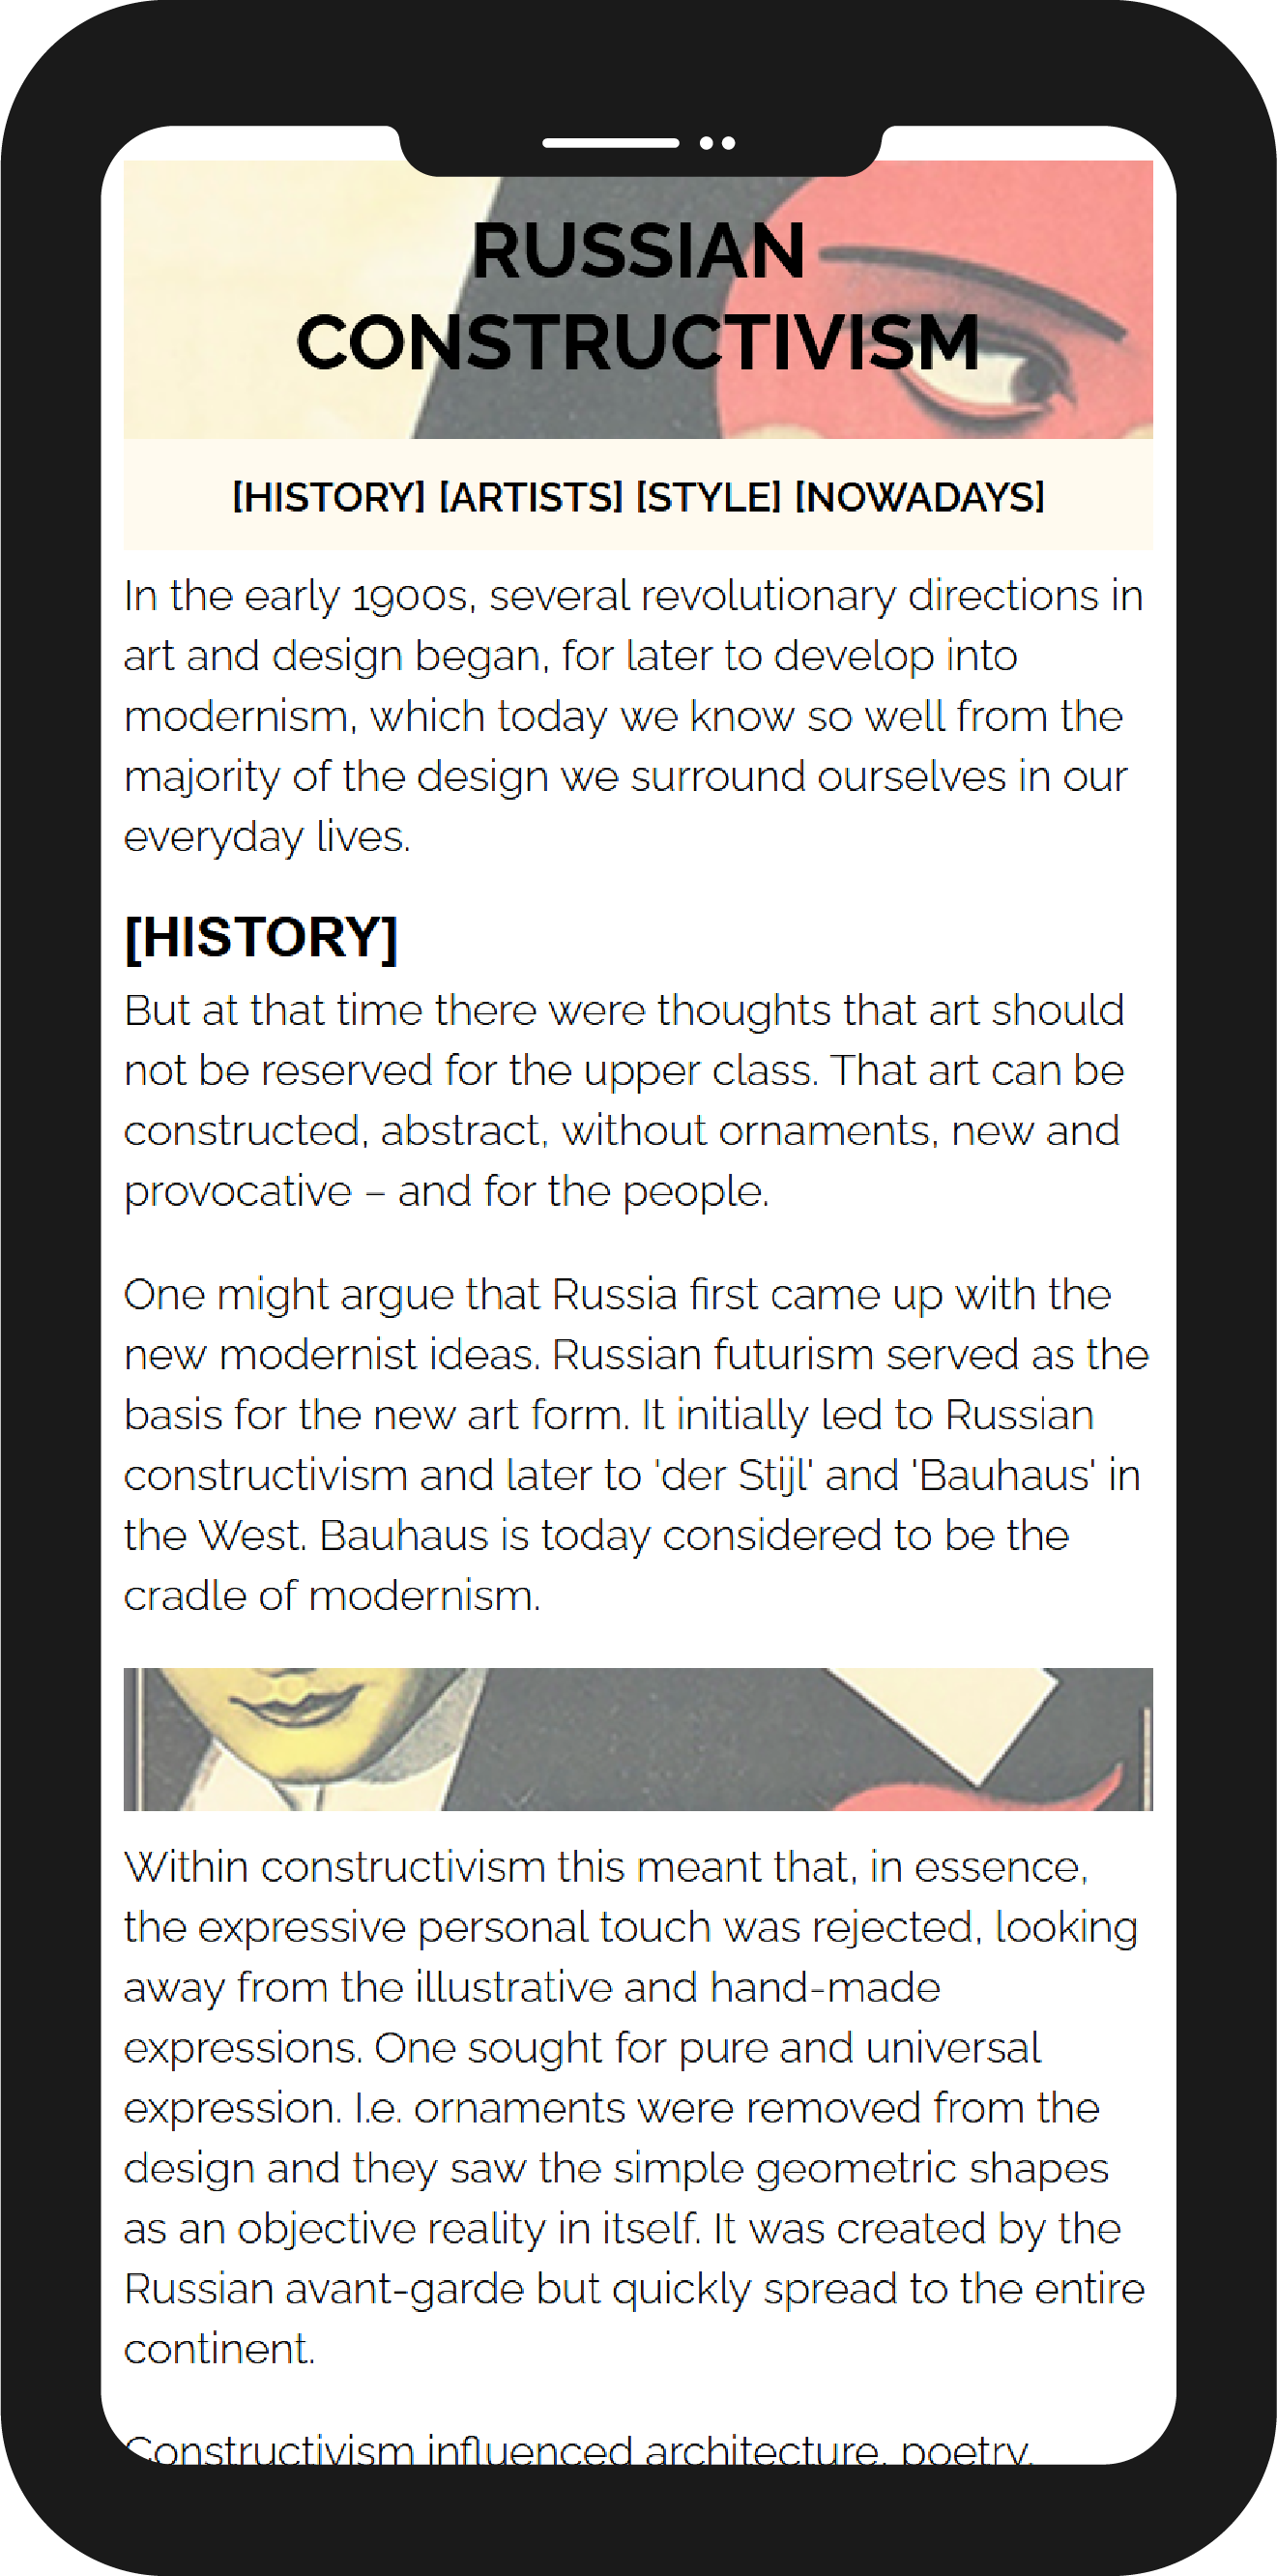 RUSSIAN
CONSTRUCTIVISM
[HISTORY] [ARTISTS] [STYLE] [NOWADAYS]
In the early 1900s, several revolutionary directions in
art and design began, for later to develop into
modernism, which today we know so well from the
majority of the design we surround ourselves in our
everyday lives.
[HISTORY]
But at that time there were thoughts that art should
not be reserved for the upper class. That art can be
constructed, abstract, without ornaments, new and
provocative – and for the people.
One might argue that Russia first came up with the
new modernist ideas. Russian futurism served as the
basis for the new art form. It initially led to Russian
constructivism and later to 'der Stijl' and 'Bauhaus' in
the West. Bauhaus is today considered to be the
cradle of modernism.
Within constructivism this meant that, in essence,
the expressive personal touch was rejected, looking
away from the illustrative and hand-made
expressions. One sought for pure and universal
expression. I.e. ornaments were removed from the
design and they saw the simple geometric shapes
as an objective reality in itself. It was created by the
Russian avant-garde but quickly spread to the entire
continent.
Constructivism influenced architecture, poetry,